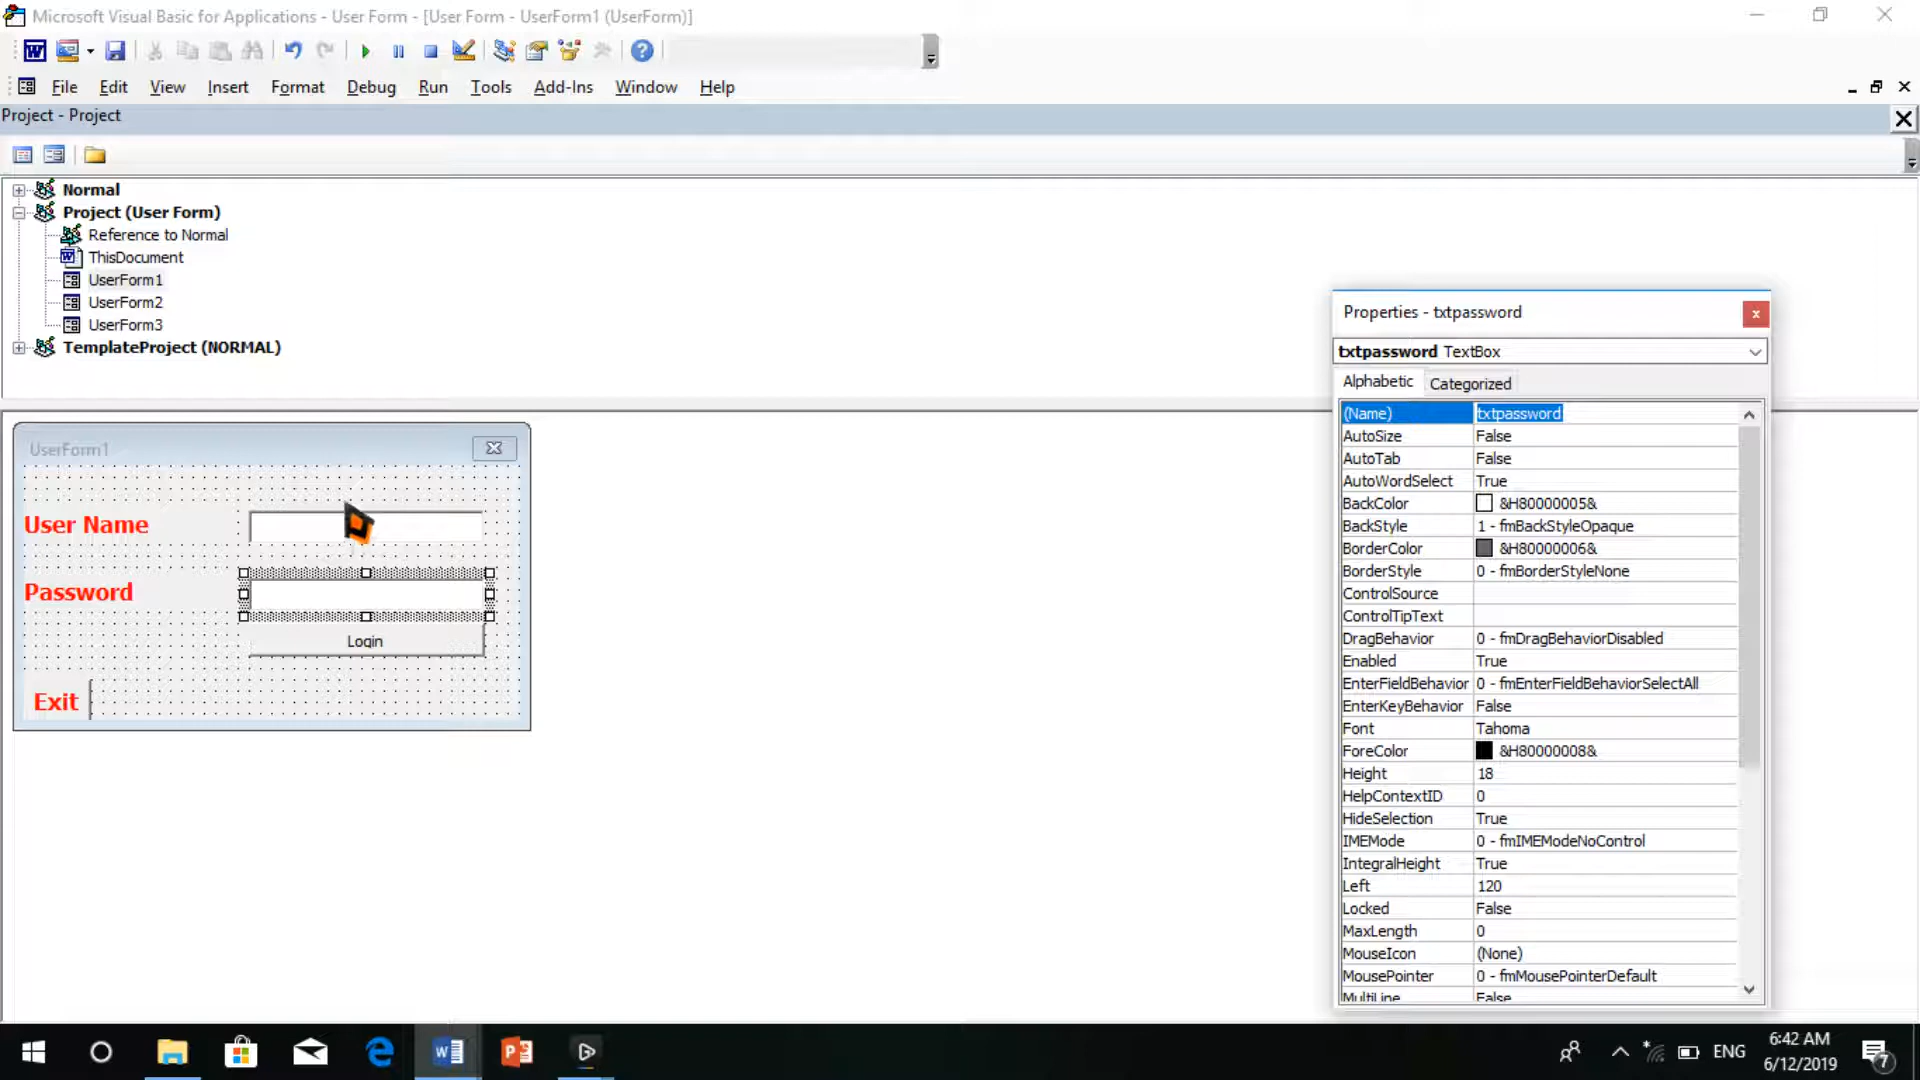 Microsoft Visual Basic for Applications - User Form - [User Form - UserForm1 (UserForm)]
File Edit View Insert Format Debug Run Tools Add-Ins Window Help
Project - Project
Normal
Project (User Form)
Reference to Normal
ThisDocument
UserForm1
UserForm2
UserForm3
TemplateProject (NORMAL)
UserForm1
User Name
Password
Login
Exit
Properties - txtpassword
txtpassword TextBox
Alphabetic Categorized
(Name) txtpassword
AutoSize False
AutoTab False
AutoWordSelect True
BackColor &H80000005&
BackStyle 1 - fmBackStyleOpaque
BorderColor &H80000006&
BorderStyle 0 - fmBorderStyleNone
ControlSource
ControlTipText
DragBehavior 0 - fmDragBehaviorDisabled
Enabled True
EnterFieldBehavior 0 - fmEnterFieldBehaviorSelectAll
EnterKeyBehavior False
Font Tahoma
ForeColor &H80000008&
Height 18
HelpContextID 0
HideSelection True
IMEMode 0 - fmIMEModeNoControl
IntegralHeight True
Left 120
Locked False
MaxLength 0
MouseIcon (None)
MousePointer 0 - fmMousePointerDefault
MultiLine False
ENG
6:42 AM
6/12/2019
7